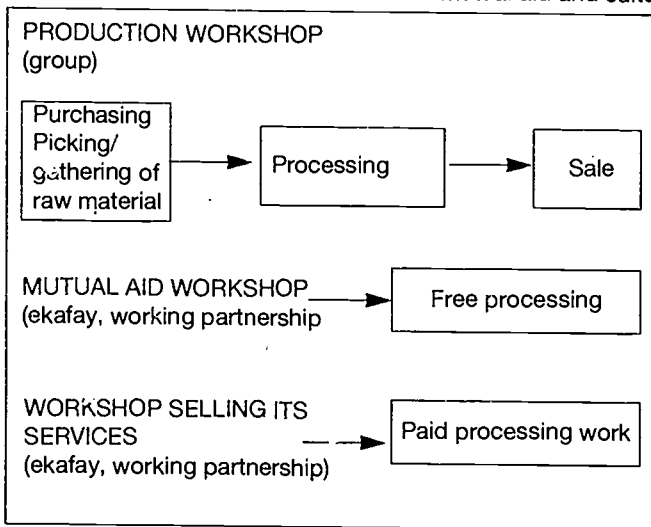 PRODUCTION WORKSHOP
(group)
Purchasing
Picking/
gathering of
raw material
Processing
Sale
MUTUAL AID WORKSHOP
(ekafay, working partnership
Free processing
WORKSHOP SELLING ITS
SERVICES
(ekafay, working partnership)
Paid processing work